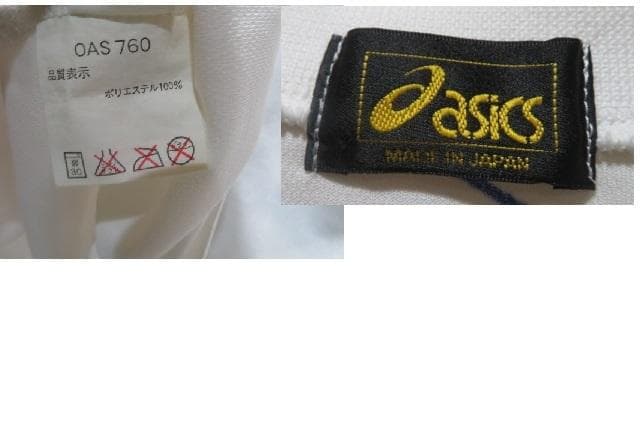 OAS 760
品質表示
ポリエステル100%
asics
MADE IN JAPAN